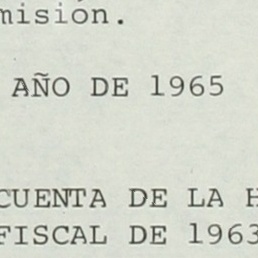 misión.
AÑO DE 1965
CUENTA DE LA H
FISCAL DE 1963